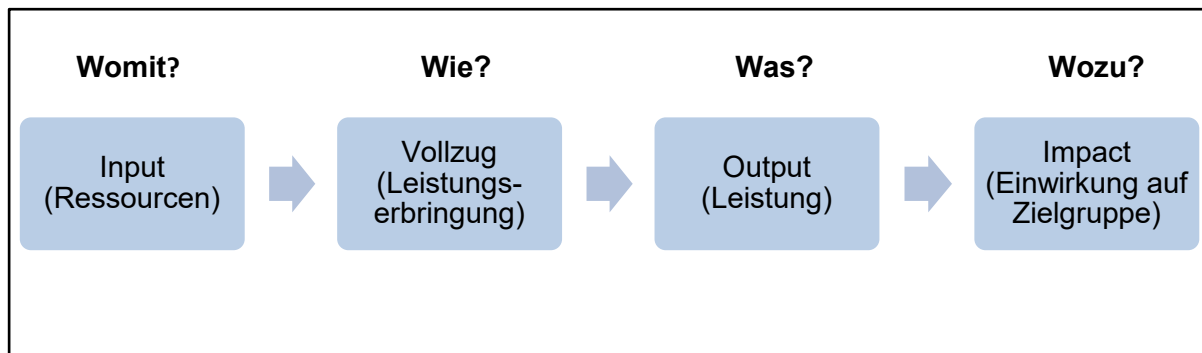 Womit?
Wie?
Was?
Wozu?
Input
(Ressourcen)
Vollzug
(Leistungs-
erbringung)
Output
(Leistung)
Impact
(Einwirkung auf
Zielgruppe)